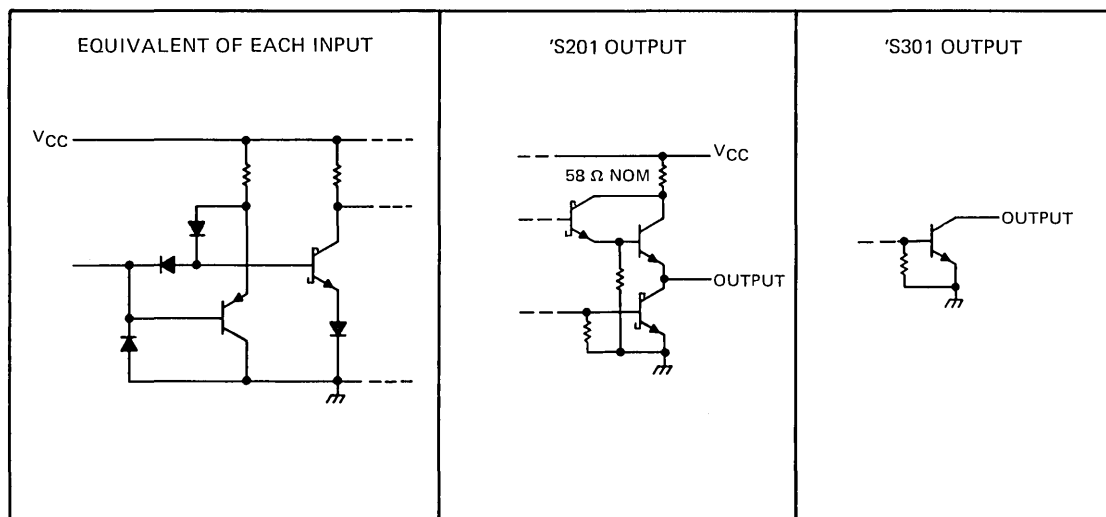 EQUIVALENT OF EACH INPUT
VCC
'S201 OUTPUT
VCC
58 Ω NOM
OUTPUT
'S301 OUTPUT
OUTPUT